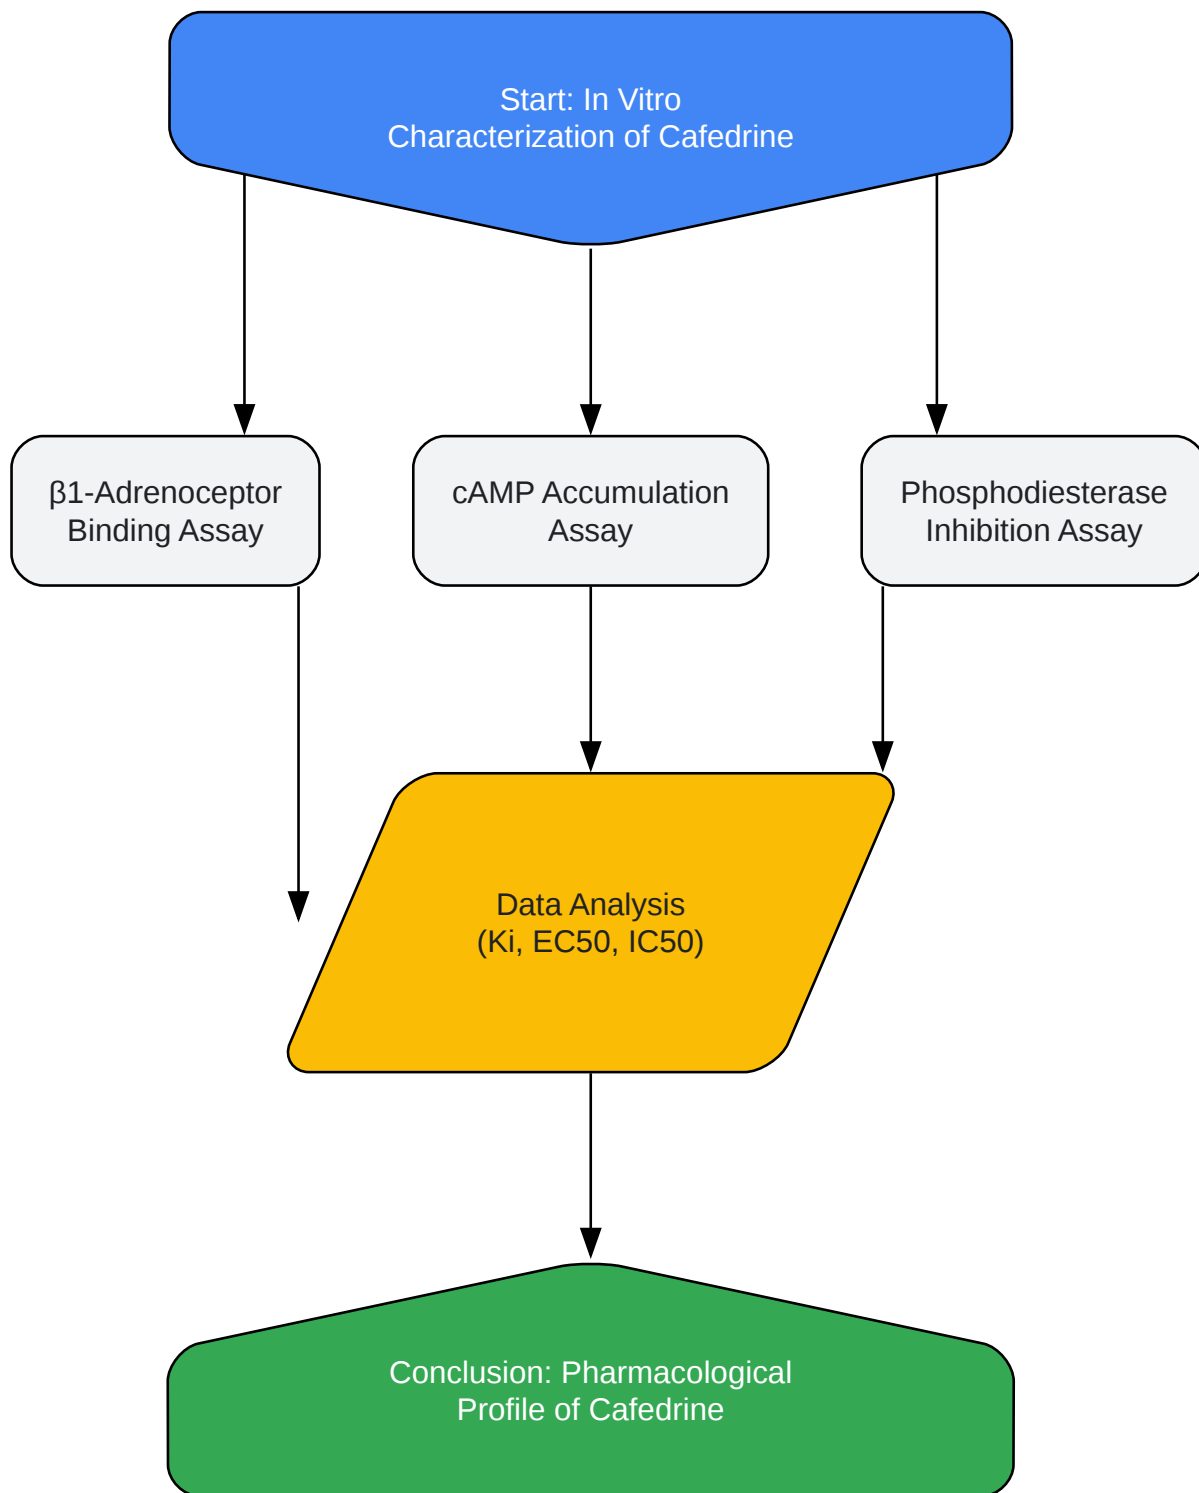 Start: In Vitro
Characterization of Cafedrine
β1-Adrenoceptor
Binding Assay
cAMP Accumulation
Assay
Phosphodiesterase
Inhibition Assay
Data Analysis
(Ki, EC50, IC50)
Conclusion: Pharmacological
Profile of Cafedrine